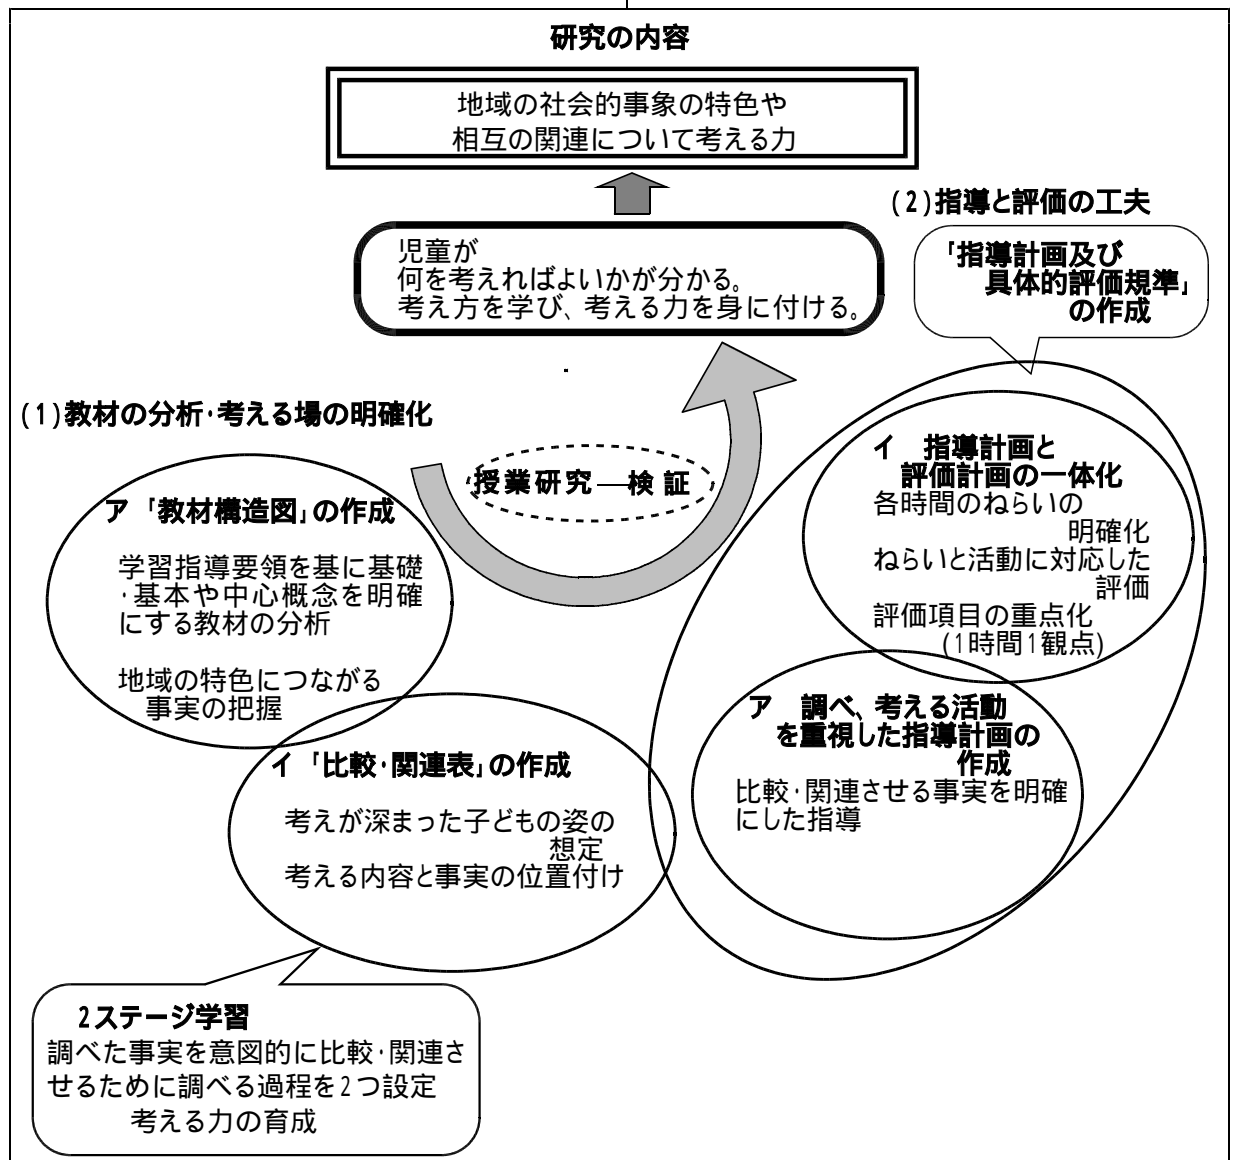 研究の内容
地域の社会的事象の特色や
相互の関連について考える力
児童が
何を考えればよいかが分かる。
考え方を学び、考える力を身に付ける。
(2)指導と評価の工夫
「指導計画及び
具体的評価規準」
の作成
(1)教材の分析・考える場の明確化
授業研究―検証
ア「教材構造図」の作成
学習指導要領を基に基礎
・基本や中心概念を明確
にする教材の分析
地域の特色につながる
事実の把握
イ「比較・関連表」の作成
考えが深まった子どもの姿の
想定
考える内容と事実の位置付け
2ステージ学習
調べた事実を意図的に比較・関連さ
せるために調べる過程を2つ設定
考える力の育成
イ 指導計画と
評価計画の一体化
各時間のねらいの
明確化
ねらいと活動に対応した
評価
評価項目の重点化
(1時間1観点)
ア 調べ、考える活動
を重視した指導計画の
作成
比較・関連させる事実を明確
にした指導